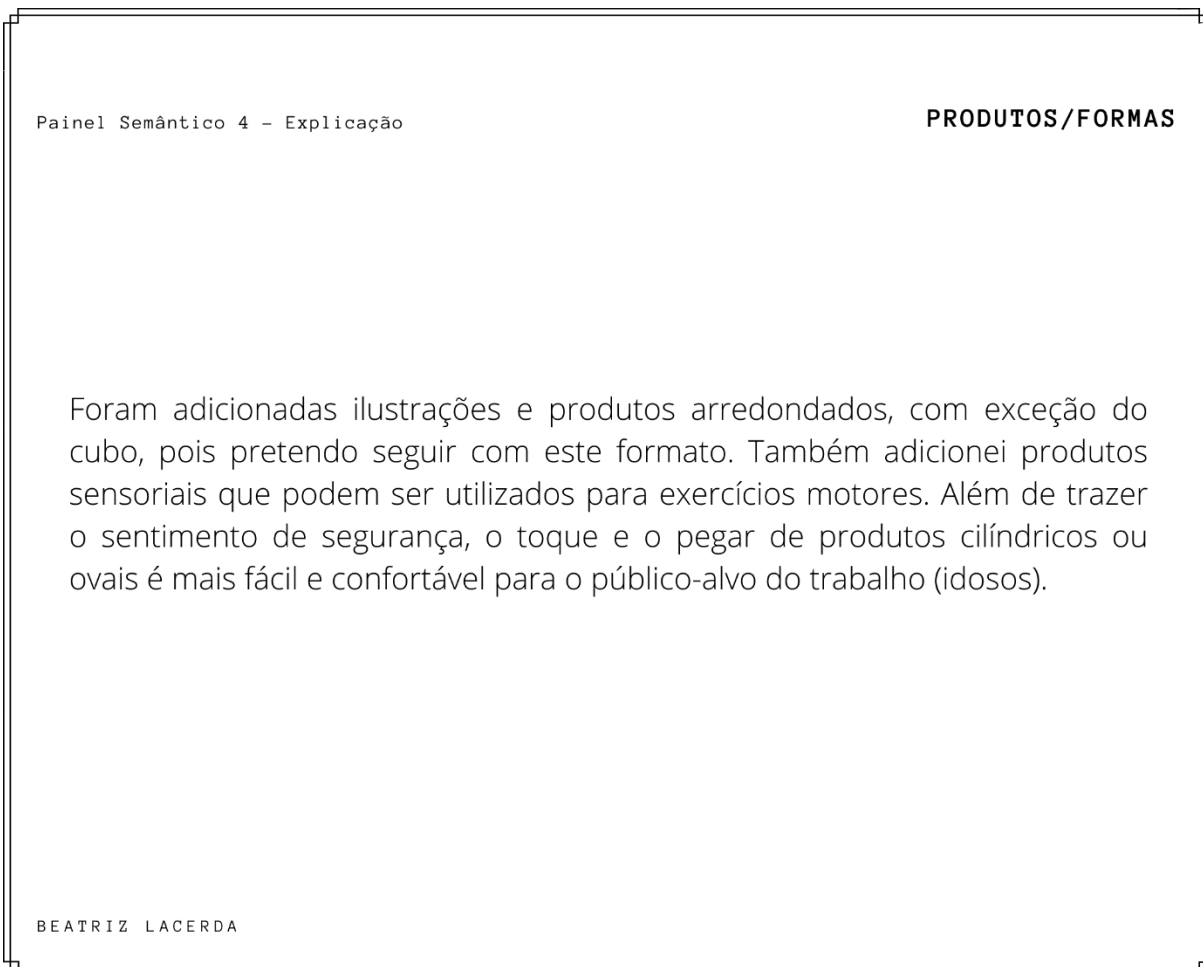 Painel Semântico 4 – Explicação
PRODUTOS/FORMAS
Foram adicionadas ilustrações e produtos arredondados, com exceção do
cubo, pois pretendo seguir com este formato. Também adicionei produtos
sensoriais que podem ser utilizados para exercícios motores. Além de trazer
o sentimento de segurança, o toque e o pegar de produtos cilíndricos ou
ovais é mais fácil e confortável para o público-alvo do trabalho (idosos).
BEATRIZ LACERDA